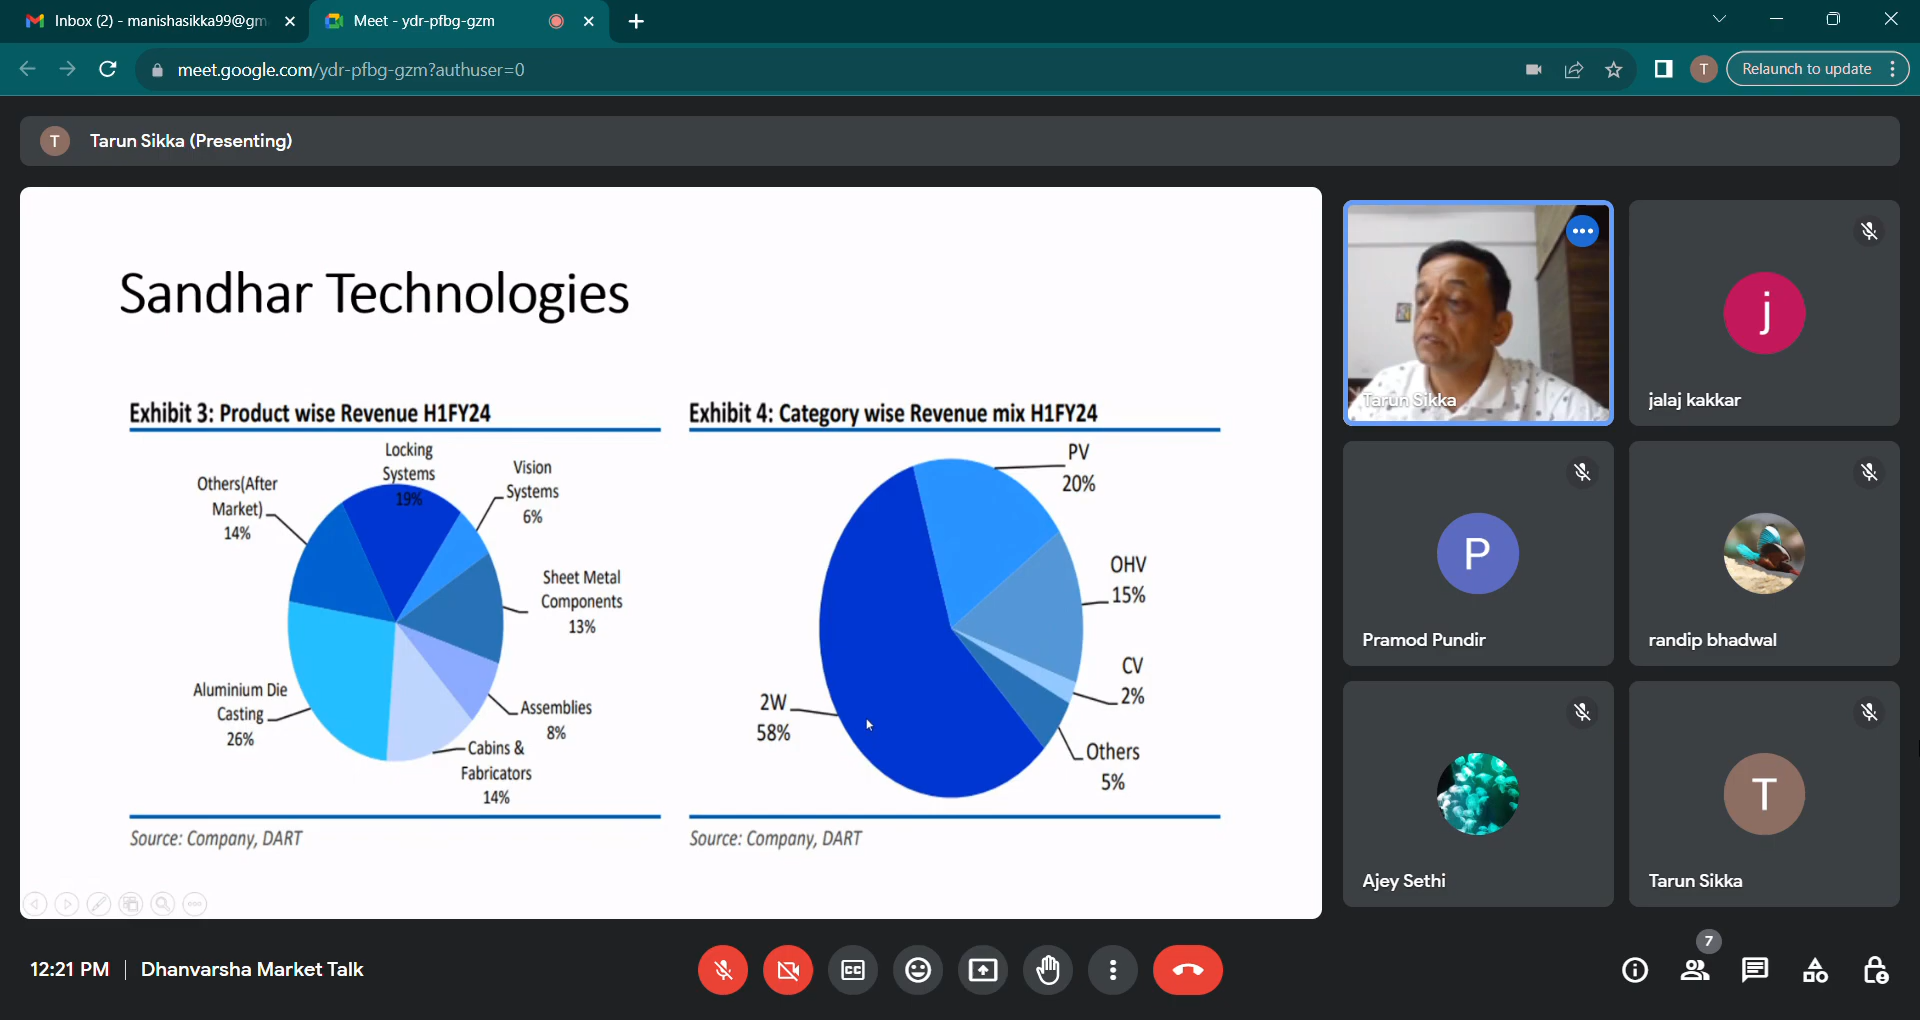 Inbox (2) - manishasikka99@gm
Meet - ydr-pfbg-gzm
meet.google.com/ydr-pfbg-gzm?authuser=0
T
Relaunch to update
T
Tarun Sikka (Presenting)
Sandhar Technologies
Exhibit 3: Product wise Revenue H1FY24
Locking
Systems
19%
Vision
Systems
6%
Others(After
Market)
14%
Sheet Metal
Components
13%
Aluminium Die
Casting
26%
Assemblies
8%
Cabins &
Fabricators
14%
Source: Company, DART
Exhibit 4: Category wise Revenue mix H1FY24
PV
20%
OHV
15%
CV
2%
2W
58%
Others
5%
Source: Company, DART
Tarun Sikka
j
jalaj kakkar
P
Pramod Pundir
randip bhadwal
Ajey Sethi
T
Tarun Sikka
12:21 PM
Dhanvarsha Market Talk
CC
7